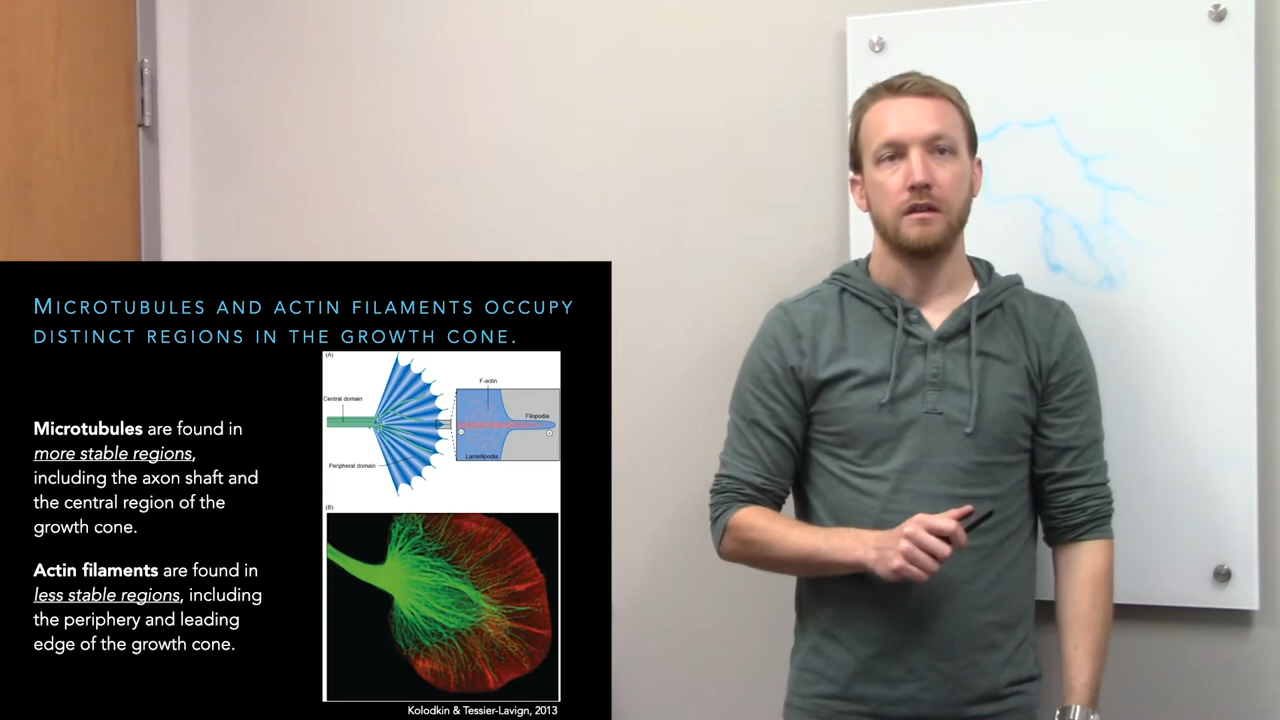 MICROTUBULES AND ACTIN FILAMENTS OCCUPY
DISTINCT REGIONS IN THE GROWTH CONE.
Microtubules are found in
more stable regions,
including the axon shaft and
the central region of the
growth cone.
Actin filaments are found in
less stable regions, including
the periphery and leading
edge of the growth cone.
(A)
Central domain
Peripheral domain
F-actin
Filopodia
Lamellipodia
(B)
Kolodkin & Tessier-Lavign, 2013